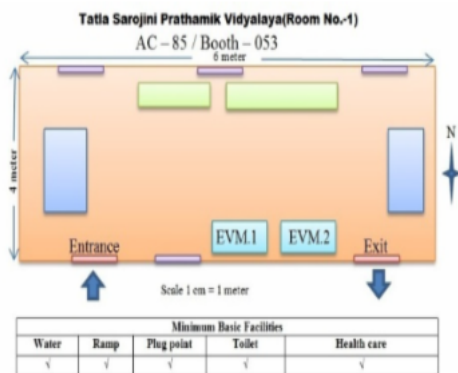 Tatla Sarojini Prathamik Vidyalaya(Room No.-1)
AC – 85 / Booth – 053
6 meter
4 meter
N
EVM.1
EVM.2
Entrance
Exit
Scale 1 cm = 1 meter
Minimum Basic Facilities
Water Ramp Plug point Toilet Health care
√ √ √ √ √